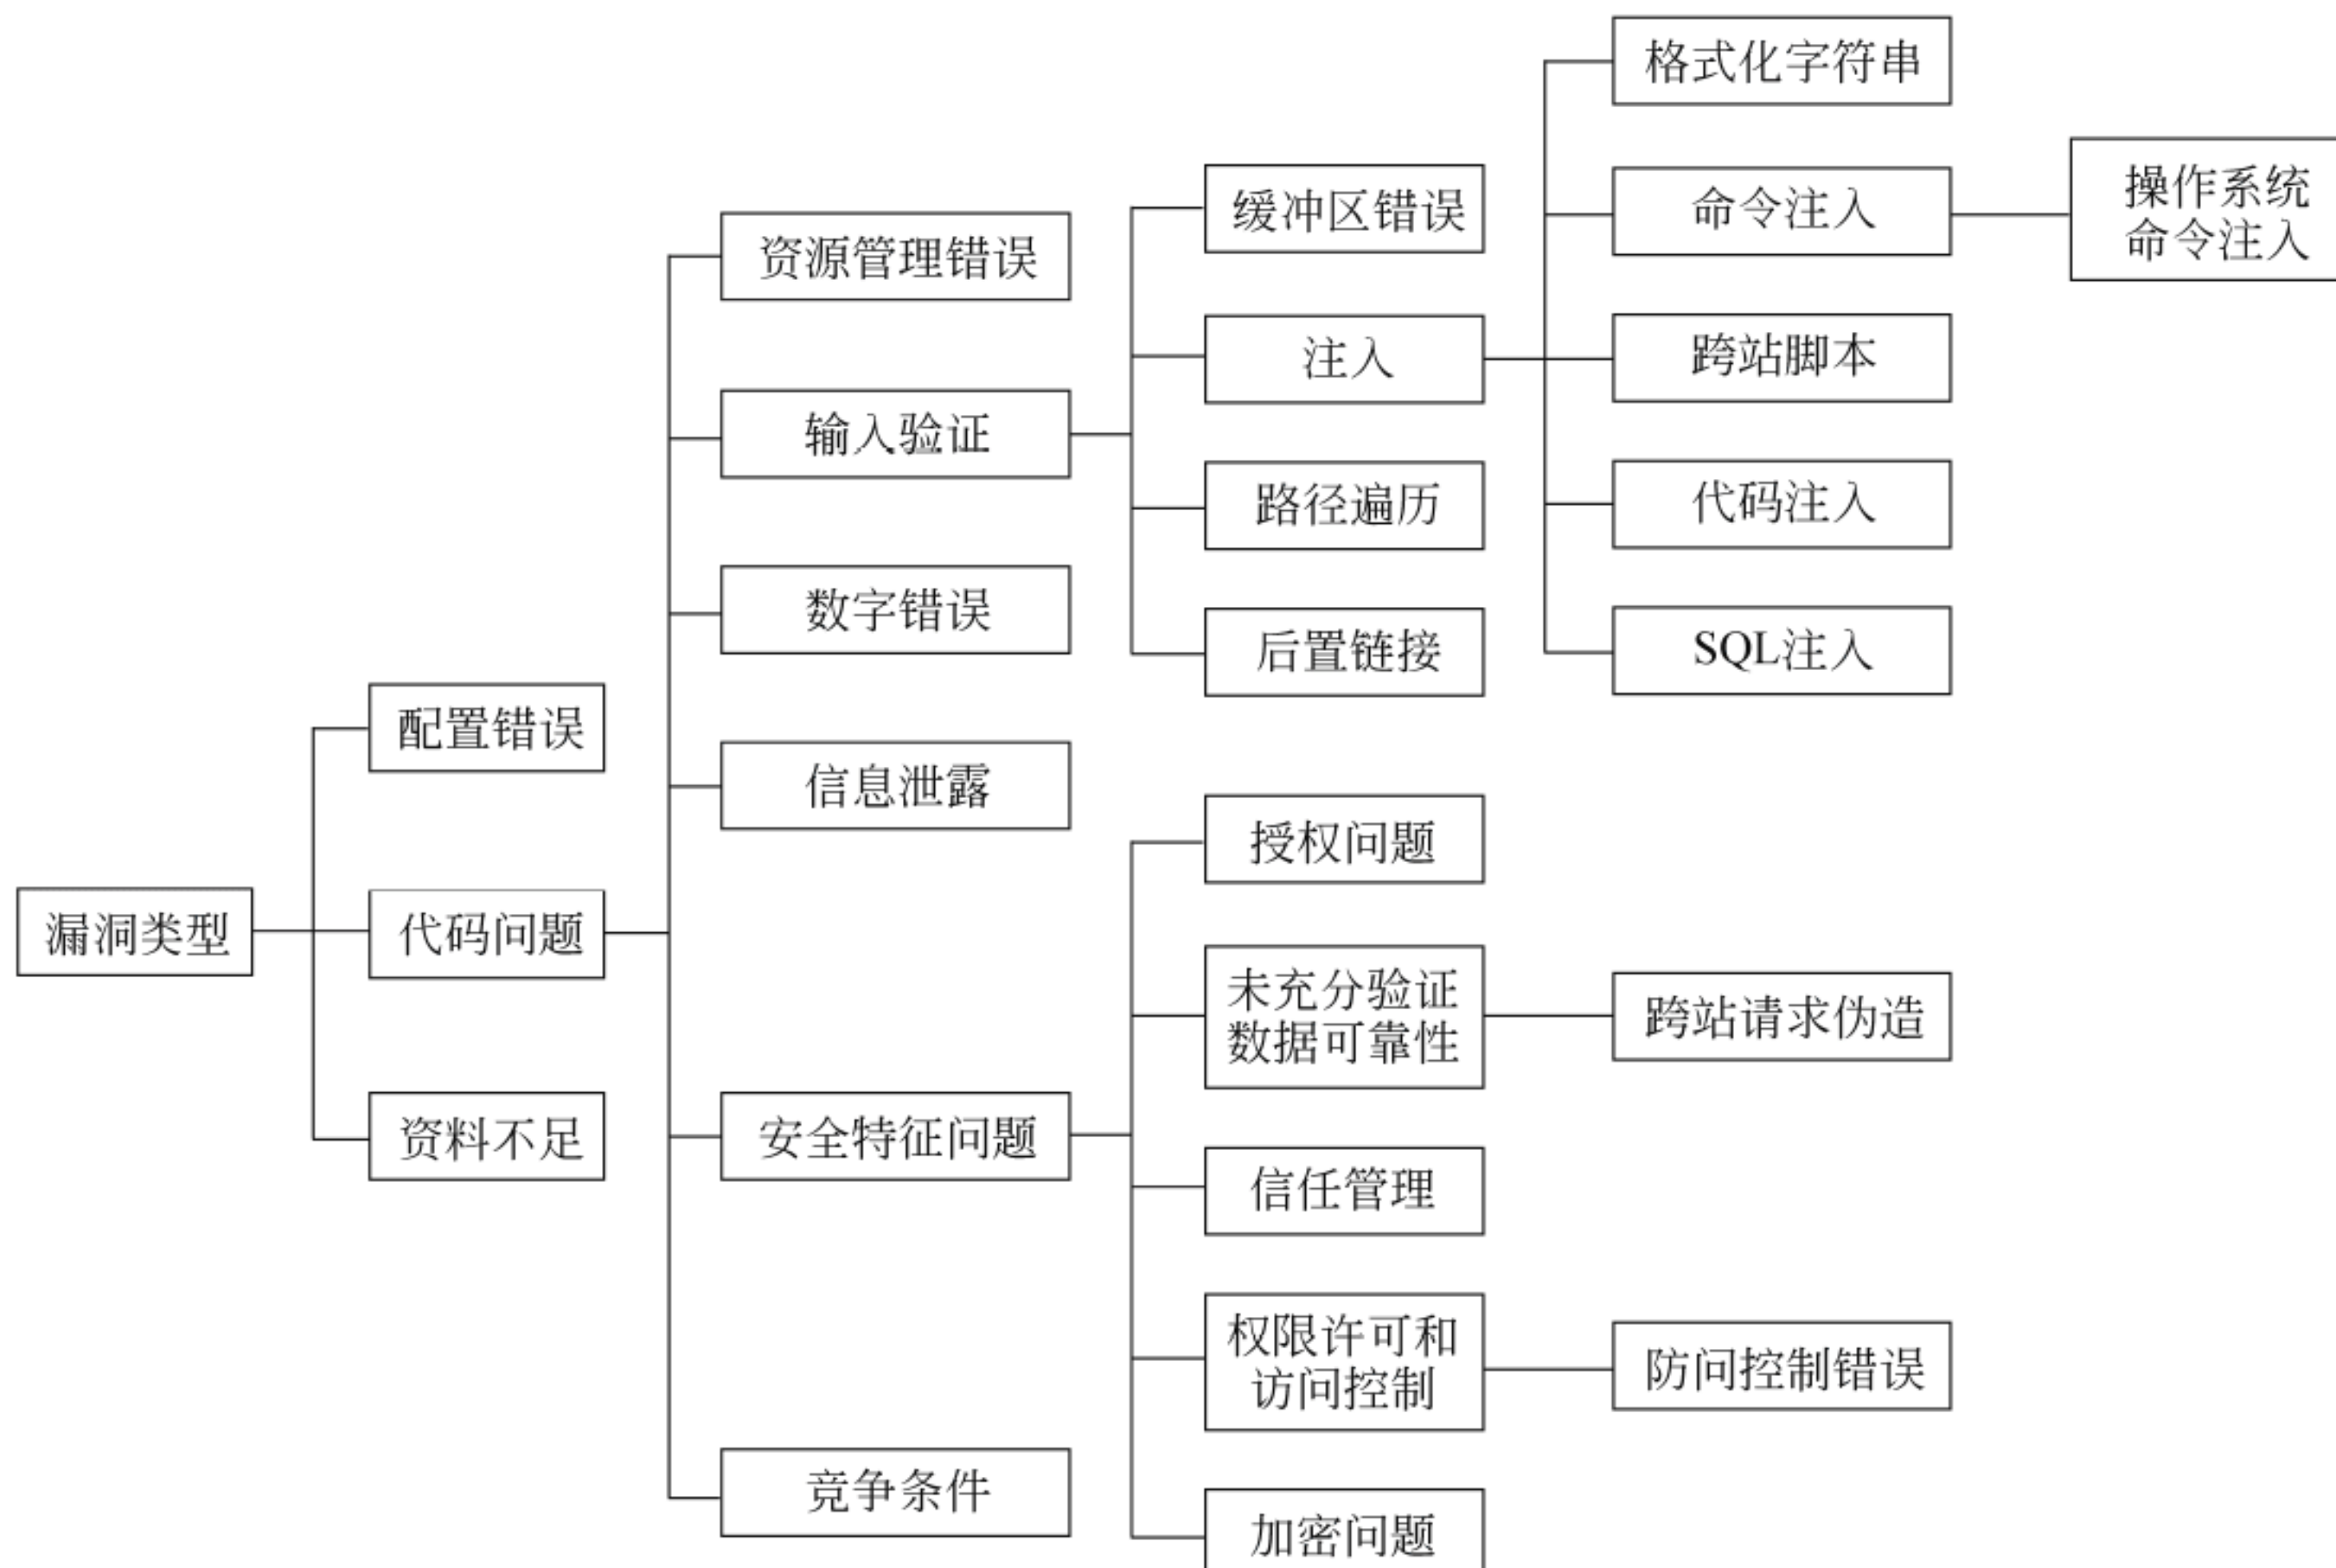 漏洞类型
配置错误
代码问题
资料不足
资源管理错误
输入验证
数字错误
信息泄露
安全特征问题
竞争条件
缓冲区错误
注入
路径遍历
后置链接
授权问题
未充分验证
数据可靠性
信任管理
权限许可和
访问控制
加密问题
格式化字符串
命令注入
跨站脚本
代码注入
SQL注入
跨站请求伪造
防问控制错误
操作系统
命令注入